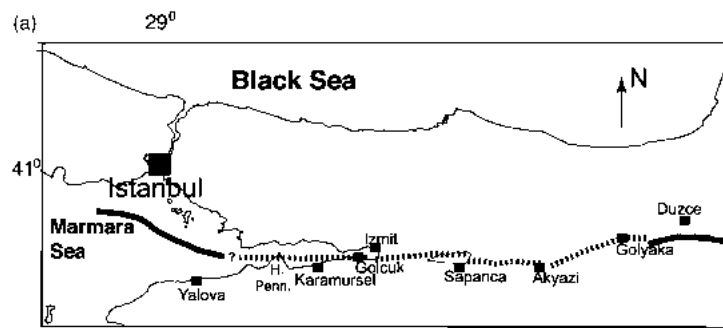 (a)
29⁰
Black Sea
N
41⁰
Istanbul
Marmara
Sea
Duzce
Izmit
Golyaka
?
H.
Penn.
Golcuk
Karamursel
Sapanca
Akyazi
Yalova